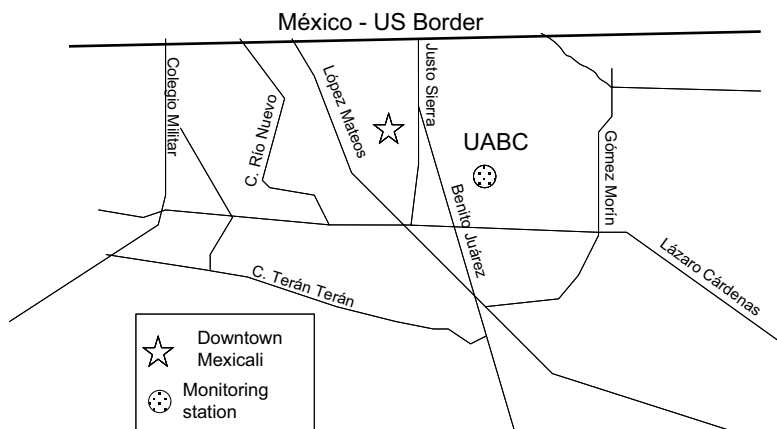 México - US Border
Colegio Militar
C. Río Nuevo
López Mateos
Justo Sierra
UABC
Benito Juárez
Gómez Morín
Lázaro Cárdenas
C. Terán Terán
Downtown
Mexicali
Monitoring
station